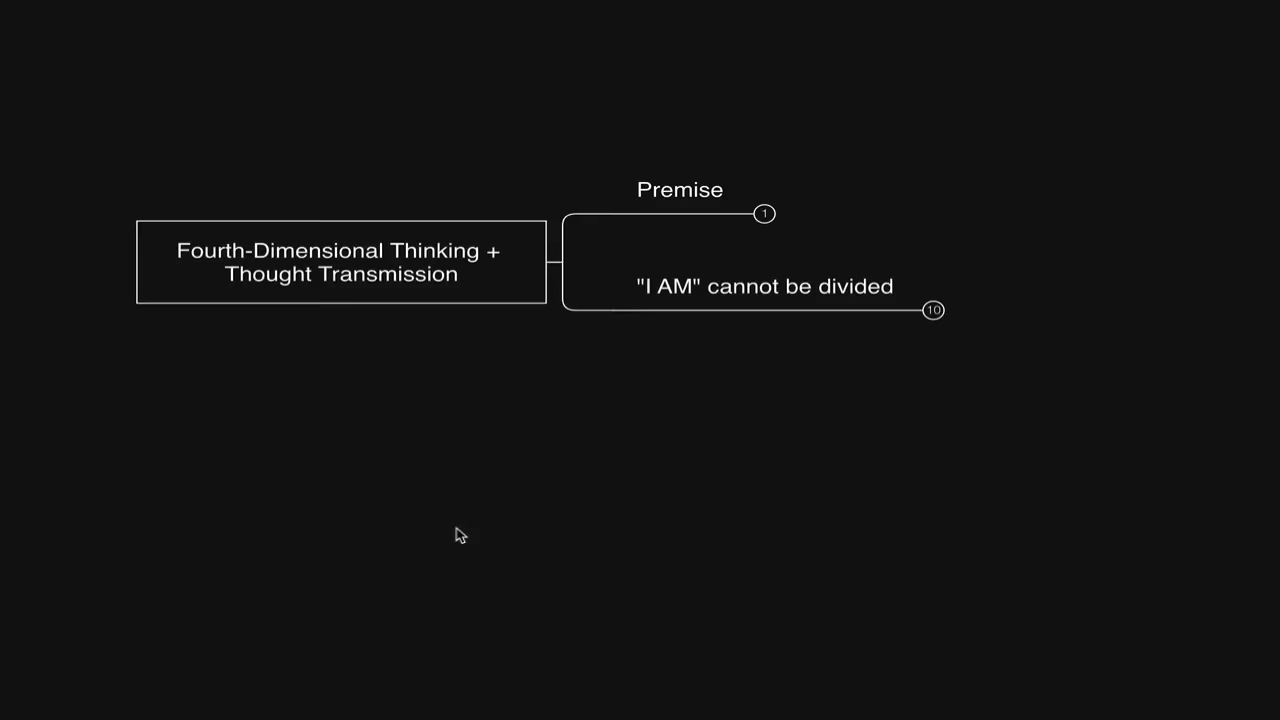 Premise
1
Fourth-Dimensional Thinking +
Thought Transmission
"I AM" cannot be divided
10